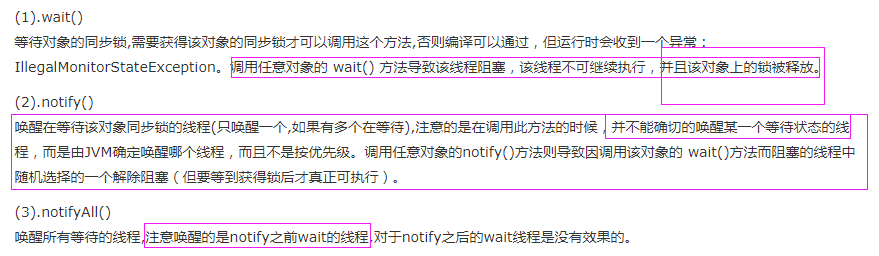 (1).wait()
等待对象的同步锁,需要获得该对象的同步锁才可以调用这个方法,否则编译可以通过，但运行时会收到一个异常：
IllegalMonitorStateException。调用任意对象的 wait() 方法导致该线程阻塞，该线程不可继续执行，并且该对象上的锁被释放。
(2).notify()
唤醒在等待该对象同步锁的线程(只唤醒一个,如果有多个在等待),注意的是在调用此方法的时候，并不能确切的唤醒某一个等待状态的线
程，而是由JVM确定唤醒哪个线程，而且不是按优先级。调用任意对象的notify()方法则导致因调用该对象的 wait()方法而阻塞的线程中
随机选择的一个解除阻塞（但要等到获得锁后才真正可执行）。
(3).notifyAll()
唤醒所有等待的线程,注意唤醒的是notify之前wait的线程,对于notify之后的wait线程是没有效果的。